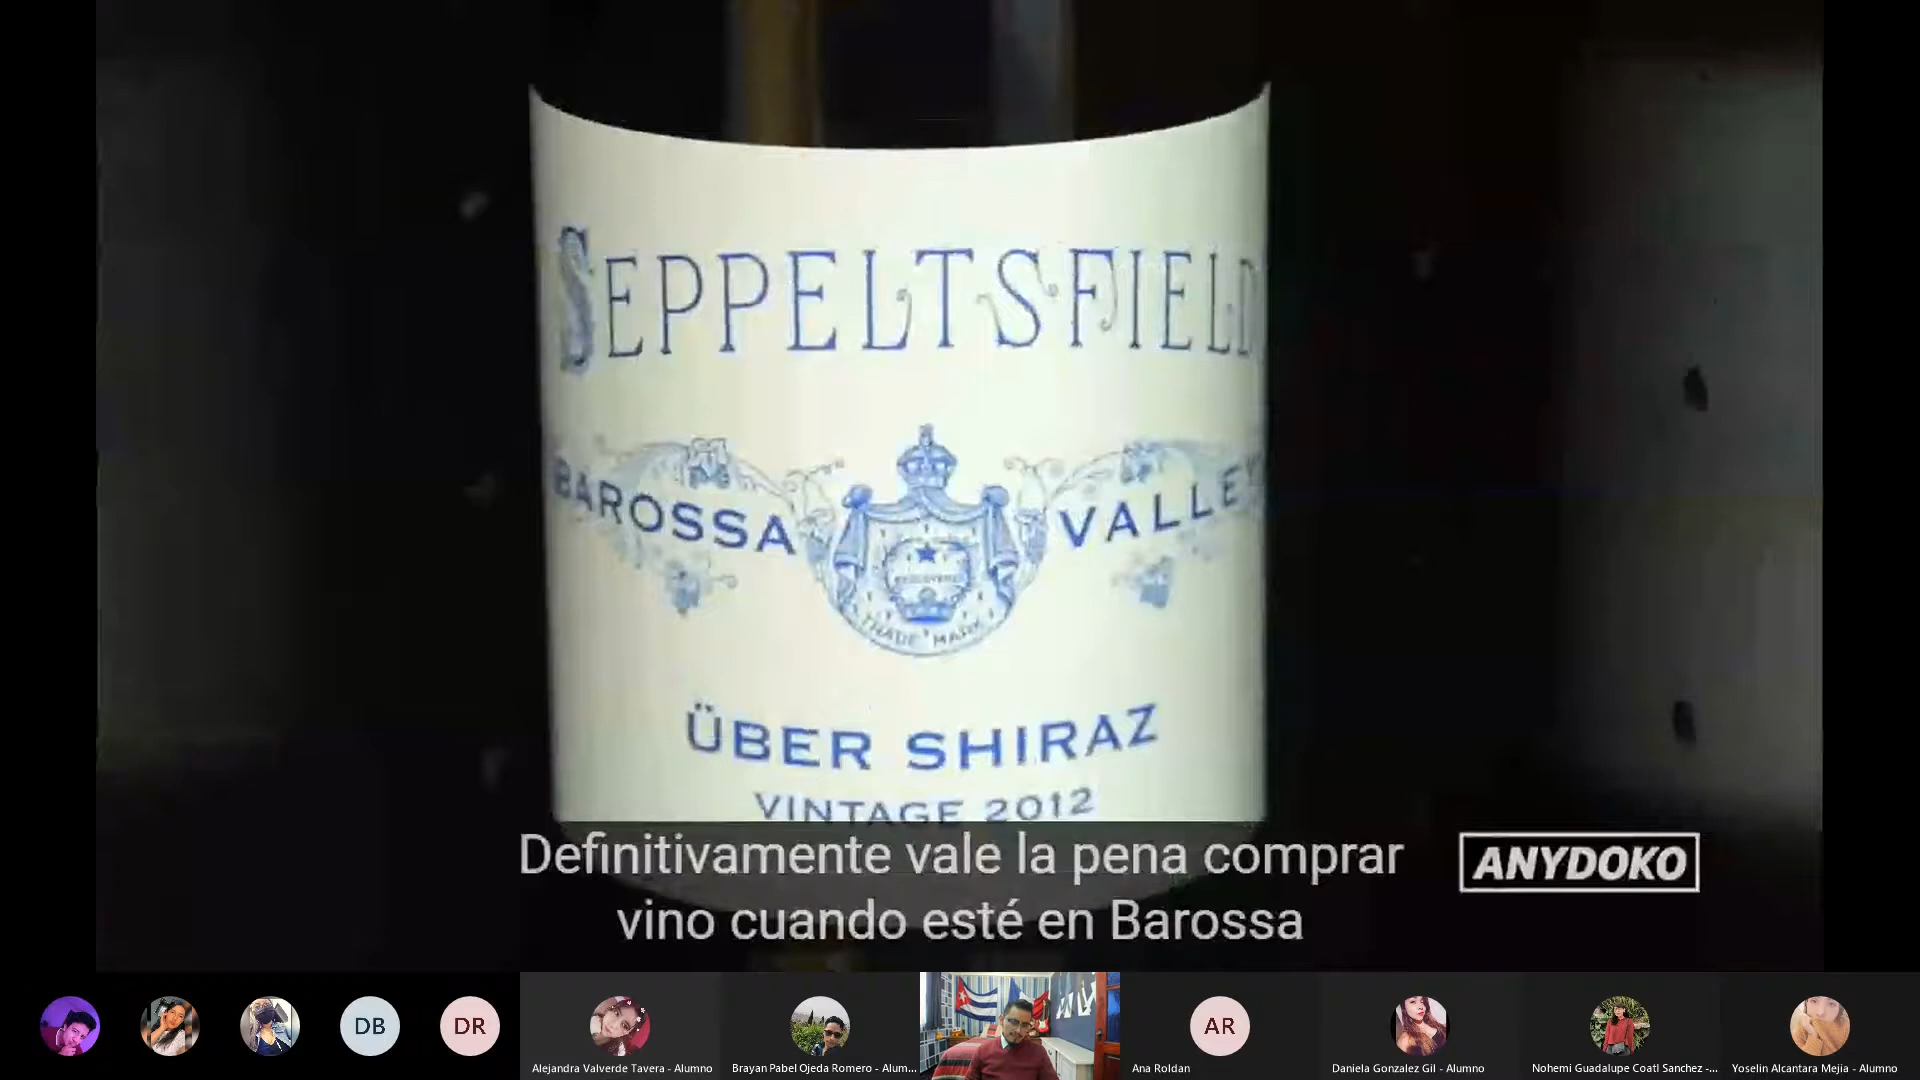 SEPPELTSFIELD
BAROSSA VALLEY
TRADE MARK
ÜBER SHIRAZ
VINTAGE 2012
Definitivamente vale la pena comprar
vino cuando esté en Barossa
ANYDOKO
DB
DR
AR
Alejandra Valverde Tavera - Alumno
Brayan Pabel Ojeda Romero - Alum...
Ana Roldan
Daniela Gonzalez Gil - Alumno
Nohemi Guadalupe Coatl Sanchez -...
Yoselin Alcantara Mejia - Alumno